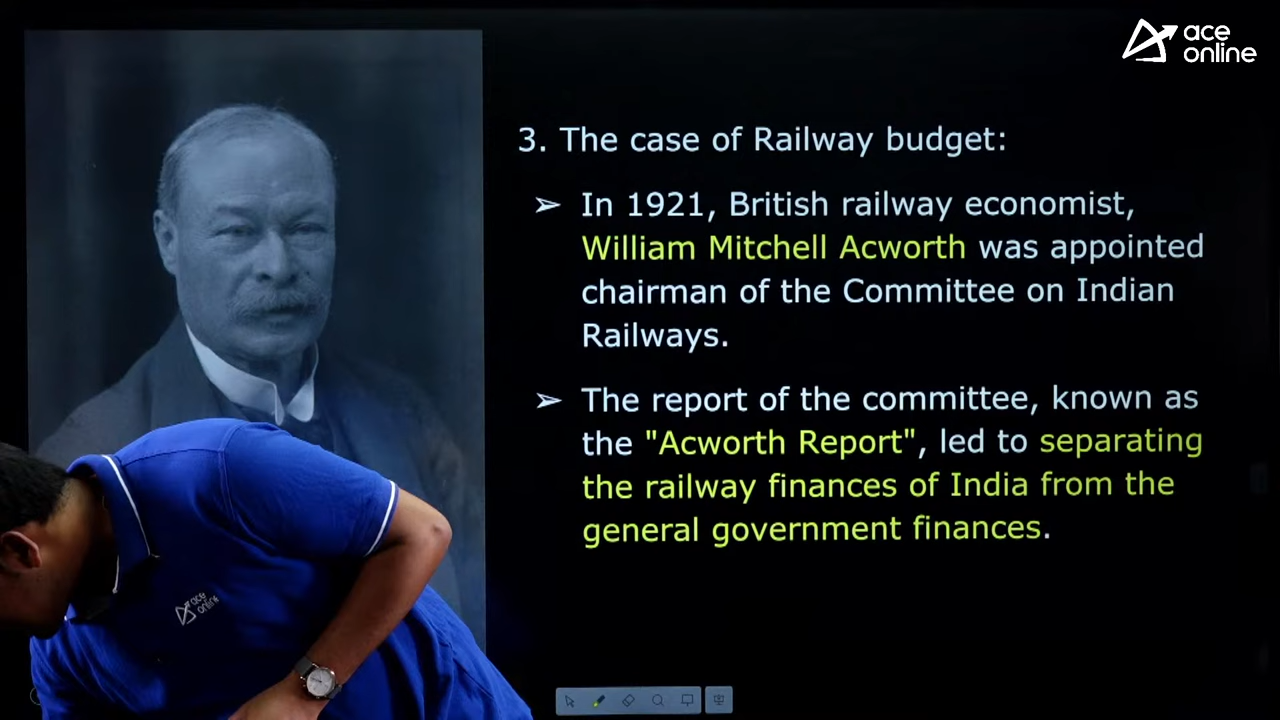 ace
online
3. The case of Railway budget:
➢ In 1921, British railway economist,
William Mitchell Acworth was appointed
chairman of the Committee on Indian
Railways.
➢ The report of the committee, known as
the "Acworth Report", led to separating
the railway finances of India from the
general government finances.
ace
online